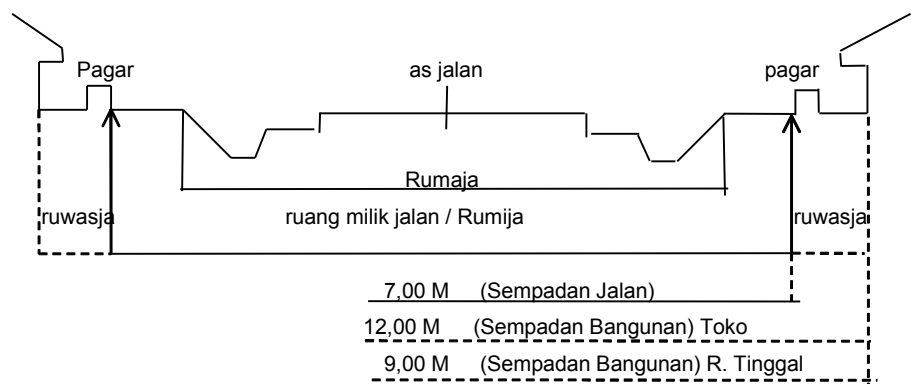 Pagar as jalan pagar
Rumaja
ruwasja ruang milik jalan / Rumija ruwasja
7,00 M (Sempadan Jalan)
12,00 M (Sempadan Bangunan) Toko
9,00 M (Sempadan Bangunan) R. Tinggal